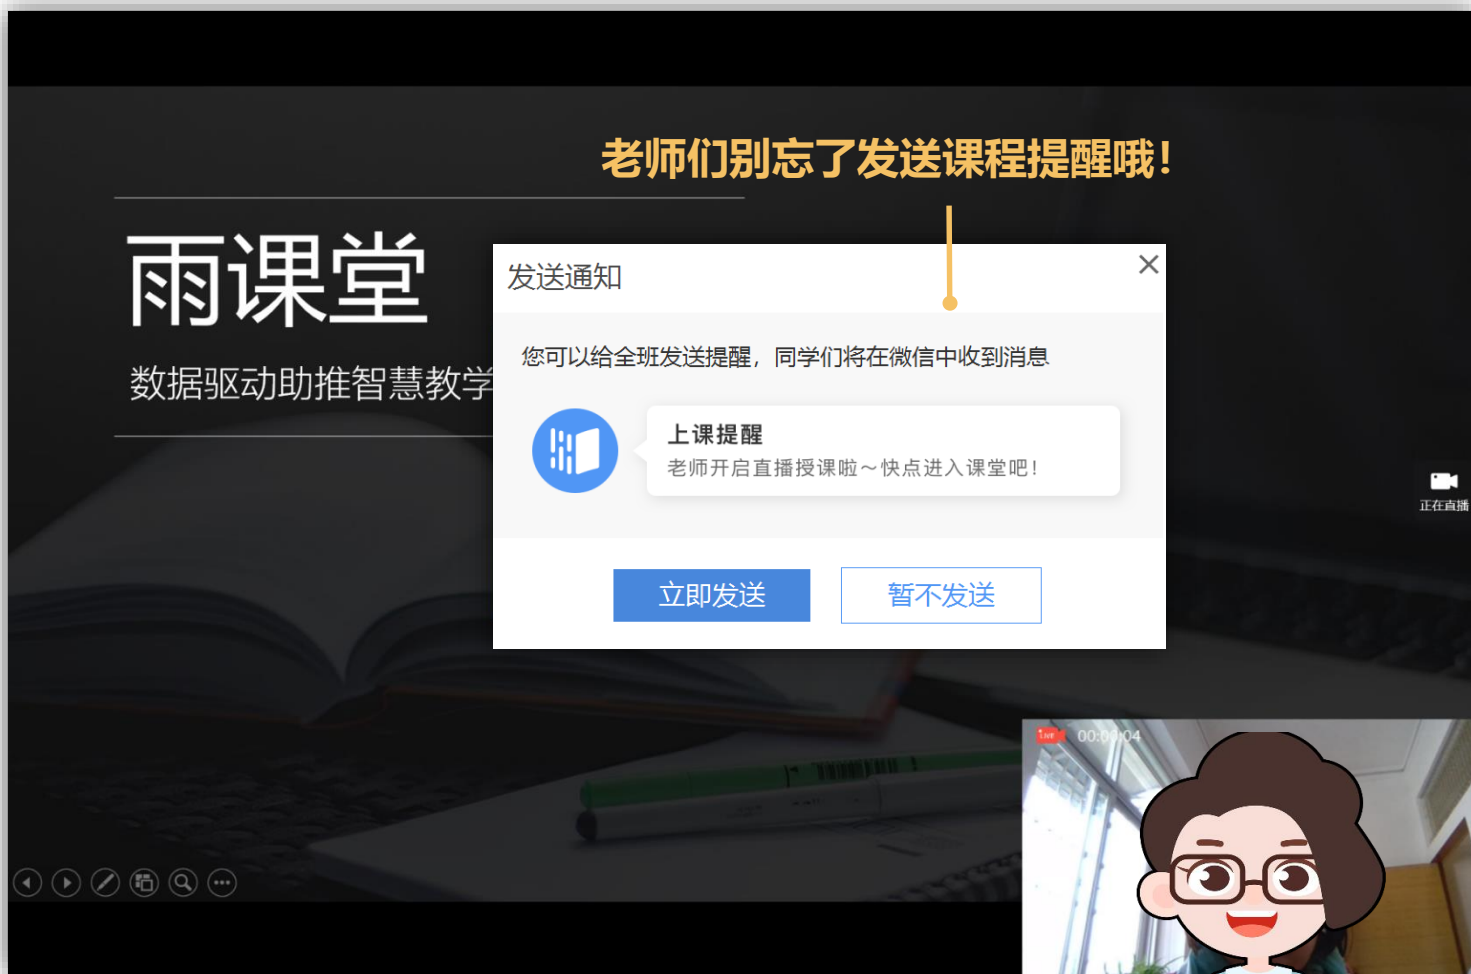 老师们别忘了发送课程提醒哦！
雨课堂
数据驱动助推智慧教学
发送通知
您可以给全班发送提醒，同学们将在微信中收到消息
上课提醒
老师开启直播授课啦～快点进入课堂吧！
立即发送
暂不发送
正在直播
Live 00:00:04